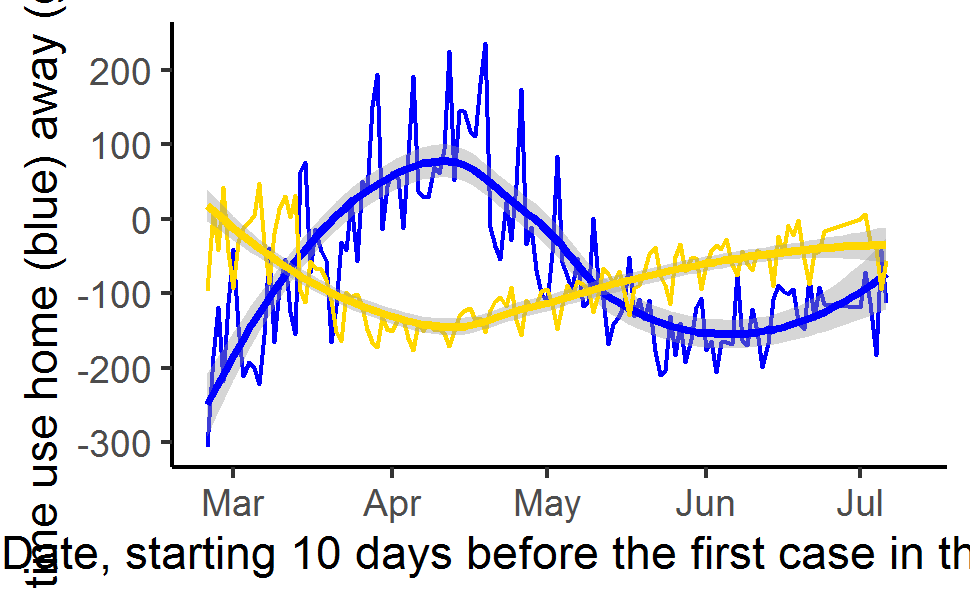 time use home (blue) away (
200
100
0
-100
-200
-300
Mar Apr May Jun Jul
Date, starting 10 days before the first case in th